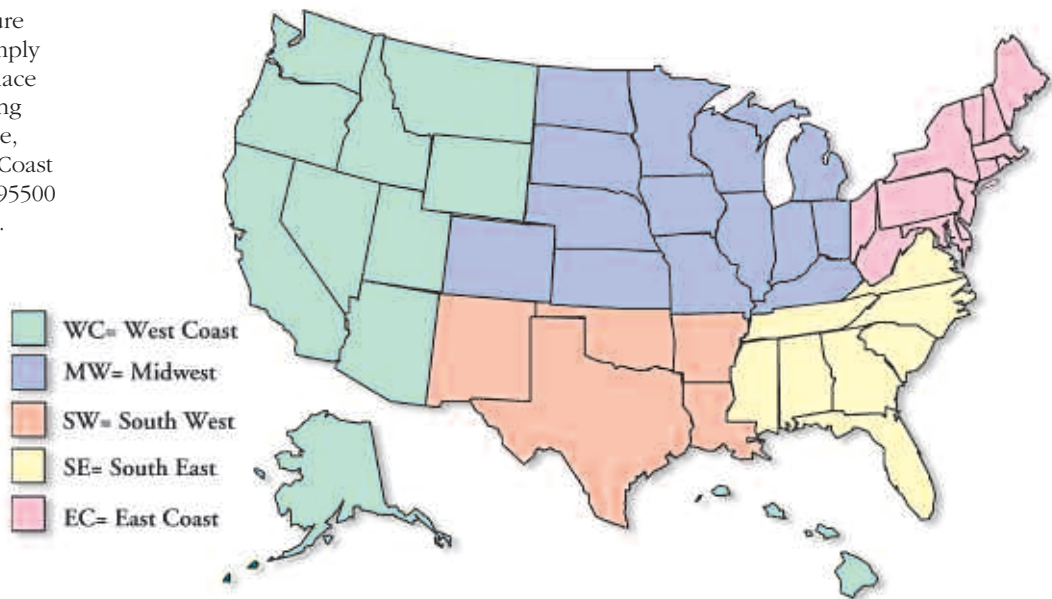 ure
nply
lace
ng
e,
Coast
95500
.
WC= West Coast
MW= Midwest
SW= South West
SE= South East
EC= East Coast